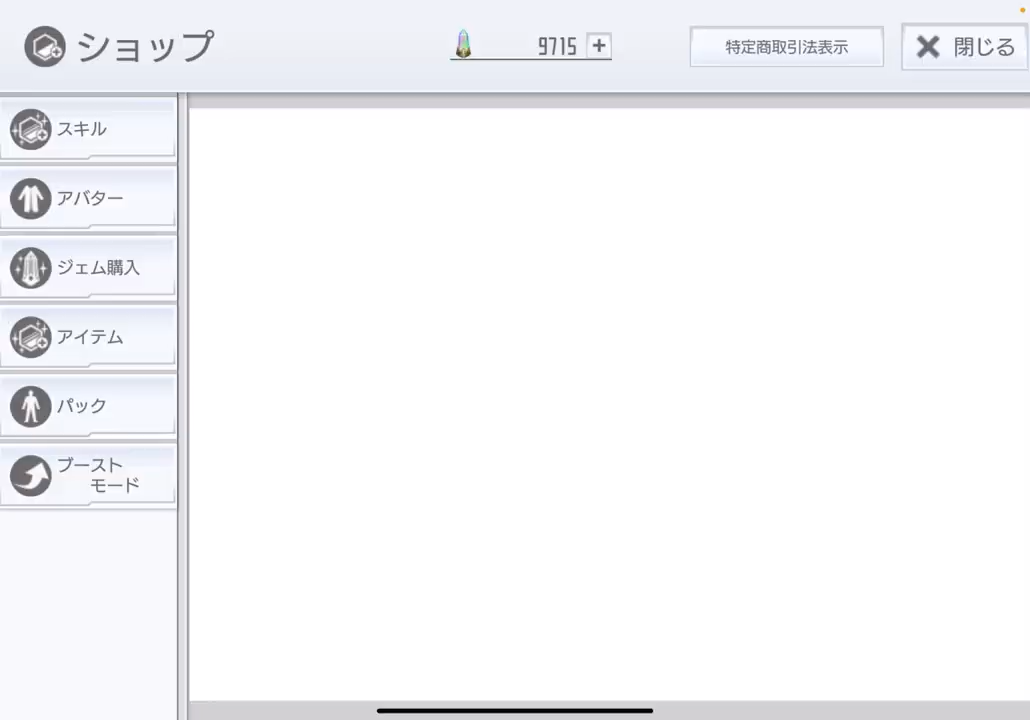 ショップ
9715
特定商取引法表示
閉じる
スキル
アバター
ジェム購入
アイテム
パック
ブースト
モード